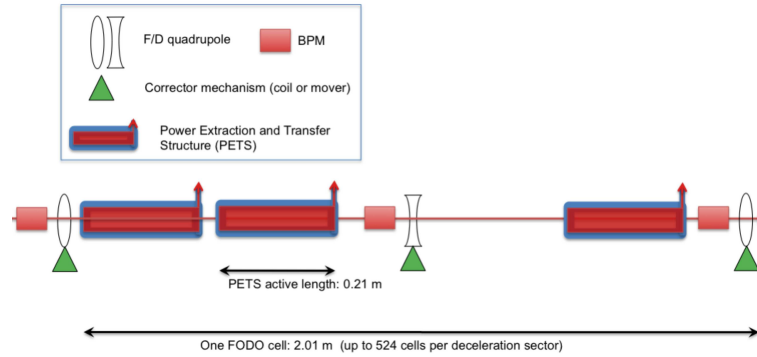 F/D quadrupole
BPM
Corrector mechanism (coil or mover)
Power Extraction and Transfer
Structure (PETS)
PETS active length: 0.21 m
One FODO cell: 2.01 m (up to 524 cells per deceleration sector)